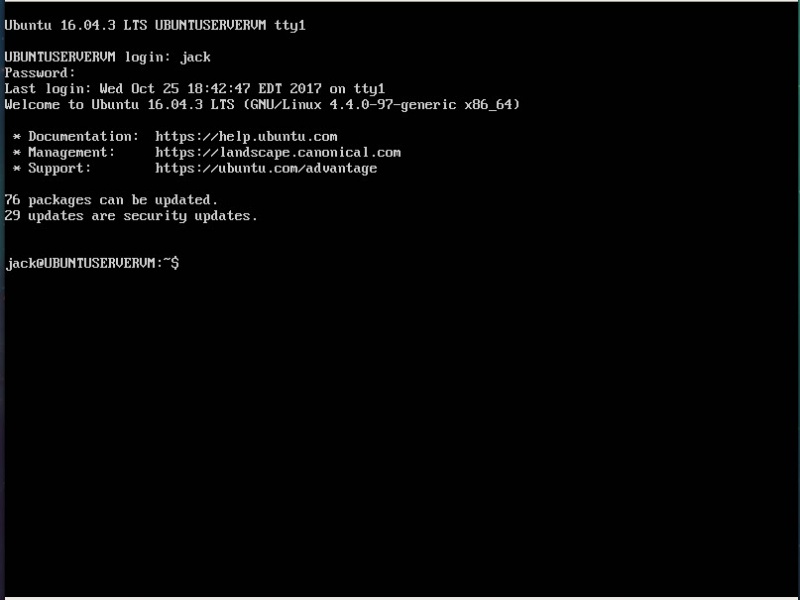 Ubuntu 16.04.3 LTS UBUNTUSERVERVM tty1
UBUNTUSERVERVM login: jack
Password:
Last login: Wed Oct 25 18:42:47 EDT 2017 on tty1
Welcome to Ubuntu 16.04.3 LTS (GNU/Linux 4.4.0-97-generic x86_64)
* Documentation:  https://help.ubuntu.com
* Management:     https://landscape.canonical.com
* Support:        https://ubuntu.com/advantage
76 packages can be updated.
29 updates are security updates.
jack@UBUNTUSERVERVM:~$